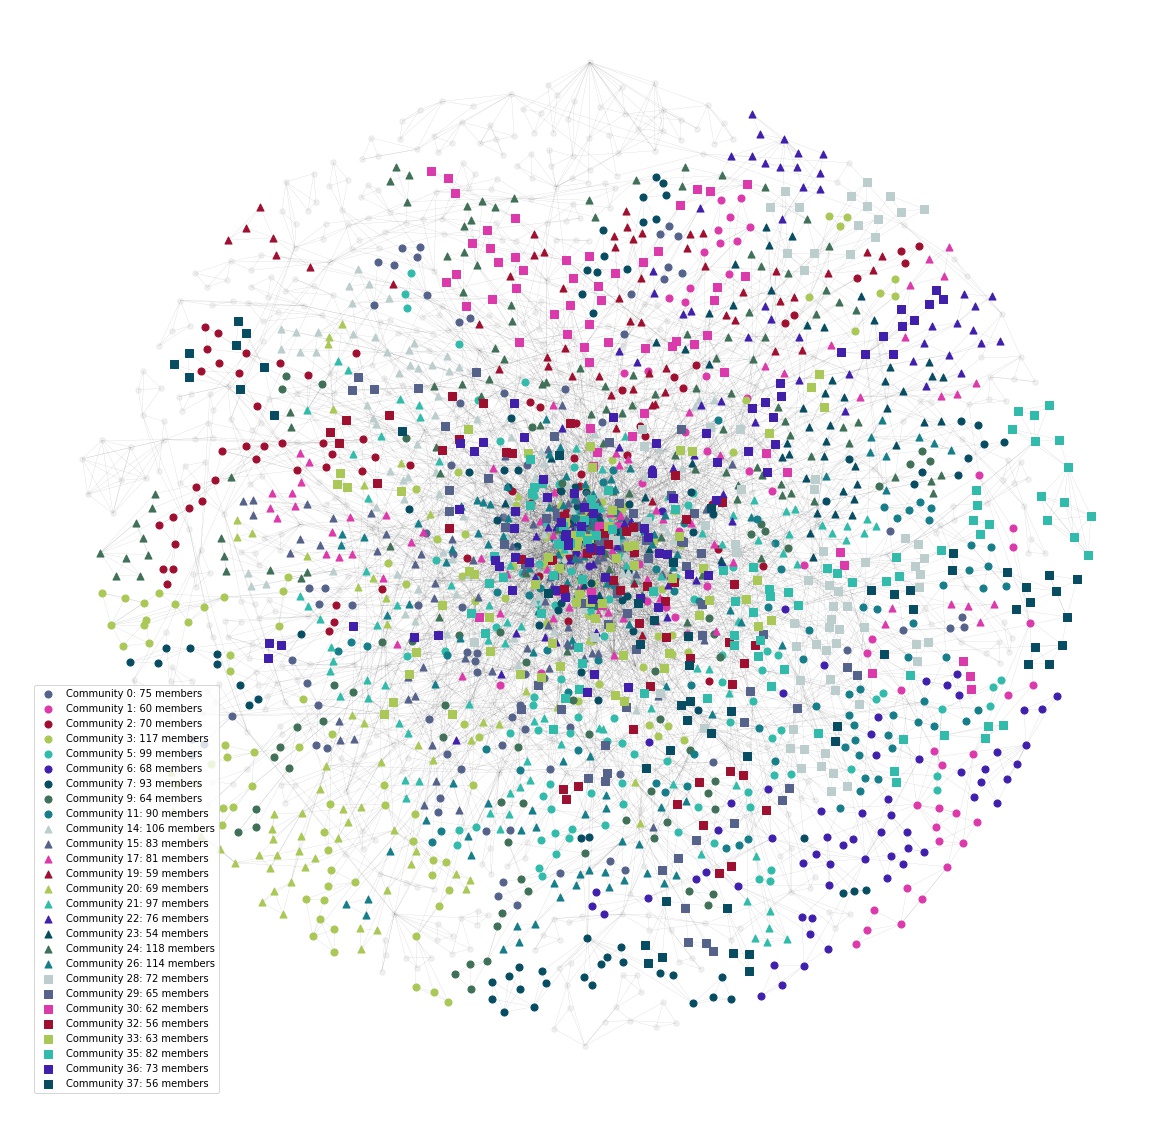 Community 0: 75 members
Community 1: 60 members
Community 2: 70 members
Community 3: 117 members
Community 5: 99 members
Community 6: 68 members
Community 7: 93 members
Community 9: 64 members
Community 11: 90 members
Community 14: 106 members
Community 15: 83 members
Community 17: 81 members
Community 19: 59 members
Community 20: 69 members
Community 21: 97 members
Community 22: 76 members
Community 23: 54 members
Community 24: 118 members
Community 26: 114 members
Community 28: 72 members
Community 29: 65 members
Community 30: 62 members
Community 32: 56 members
Community 33: 63 members
Community 35: 82 members
Community 36: 73 members
Community 37: 56 members